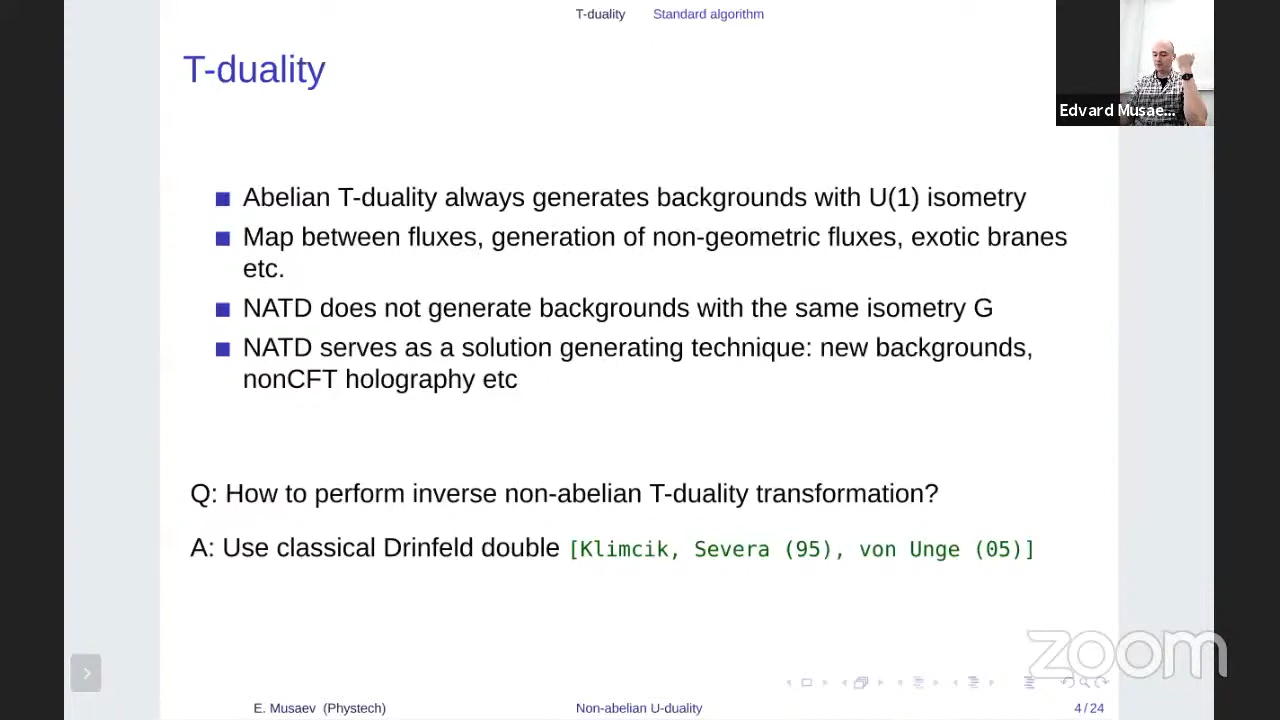 T-duality Standard algorithm
T-duality
Edvard Musae...
Abelian T-duality always generates backgrounds with U(1) isometry
Map between fluxes, generation of non-geometric fluxes, exotic branes
etc.
NATD does not generate backgrounds with the same isometry G
NATD serves as a solution generating technique: new backgrounds,
nonCFT holography etc
Q: How to perform inverse non-abelian T-duality transformation?
A: Use classical Drinfeld double [Klimcik, Severa (95), von Unge (05)]
zoom
E. Musaev (Phystech) Non-abelian U-duality 4/24